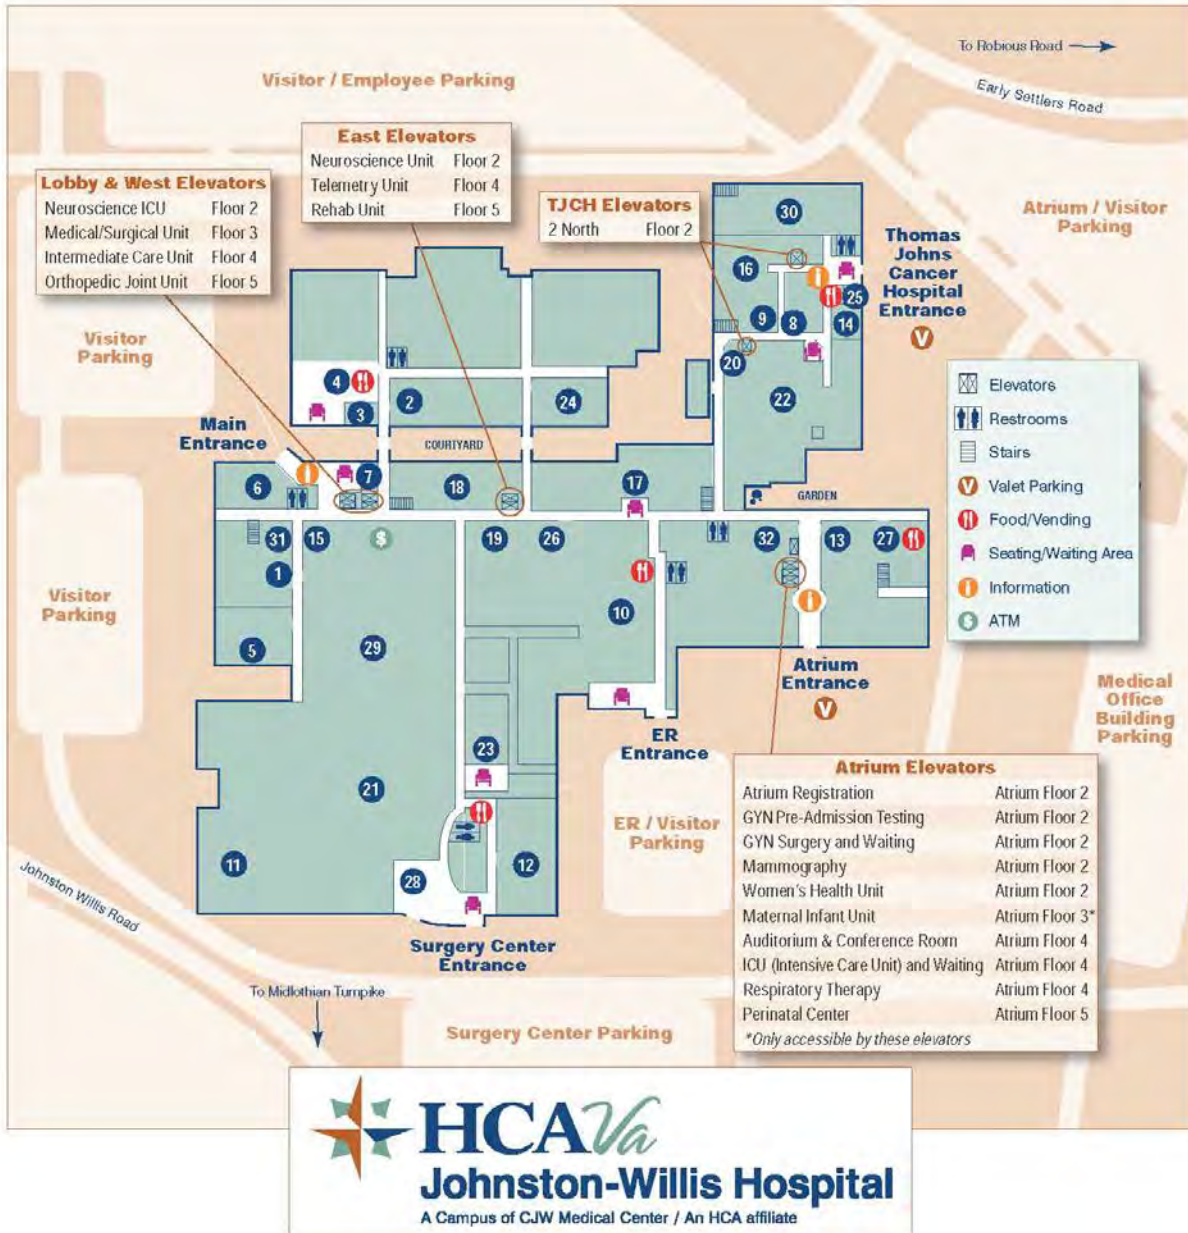 To Robious Road
Early Settlers Road
Visitor / Employee Parking
East Elevators
Neuroscience Unit Floor 2
Telemetry Unit Floor 4
Rehab Unit Floor 5
Lobby & West Elevators
Neuroscience ICU Floor 2
Medical/Surgical Unit Floor 3
Intermediate Care Unit Floor 4
Orthopedic Joint Unit Floor 5
TJCH Elevators
2 North Floor 2
Atrium / Visitor
Parking
Thomas
Johns
Cancer
Hospital
Entrance
V
30
16
25
9
8
14
20
22
Visitor
Parking
4
3
2
24
Main
Entrance
COURTYARD
6
7
18
17
GARDEN
Elevators
Restrooms
Stairs
V Valet Parking
Food/Vending
Seating/Waiting Area
i Information
$ ATM
31
15
$
19
26
32
13
27
1
10
5
29
Visitor
Parking
Atrium
Entrance
V
ER
Entrance
23
21
11
28
12
ER / Visitor
Parking
Medical
Office
Building
Parking
Johnston Willis Road
Surgery Center
Entrance
To Midlothian Turnpike
Surgery Center Parking
Atrium Elevators
Atrium Registration Atrium Floor 2
GYN Pre-Admission Testing Atrium Floor 2
GYN Surgery and Waiting Atrium Floor 2
Mammography Atrium Floor 2
Women's Health Unit Atrium Floor 2
Maternal Infant Unit Atrium Floor 3*
Auditorium & Conference Room Atrium Floor 4
ICU (Intensive Care Unit) and Waiting Atrium Floor 4
Respiratory Therapy Atrium Floor 4
Perinatal Center Atrium Floor 5
*Only accessible by these elevators
HCA Va
Johnston-Willis Hospital
A Campus of CJW Medical Center / An HCA affiliate